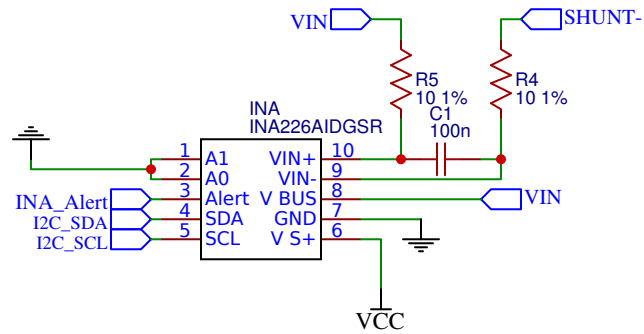 VIN
SHUNT-
R5
10 1%
R4
10 1%
C1
100n
INA
INA226AIDGSR
1 A1 VIN+ 10
2 A0 VIN- 9
INA_Alert 3 Alert V BUS 8 VIN
I2C_SDA 4 SDA GND 7
I2C_SCL 5 SCL V S+ 6
VCC